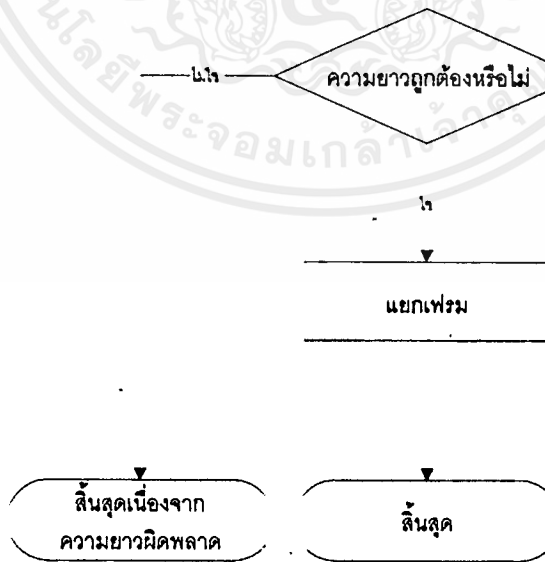 ความยาวถูกต้องหรือไม่
ไม่ใช่
ใช่
แยกเฟรม
สิ้นสุดเนื่องจาก
ความยาวผิดพลาด
สิ้นสุด